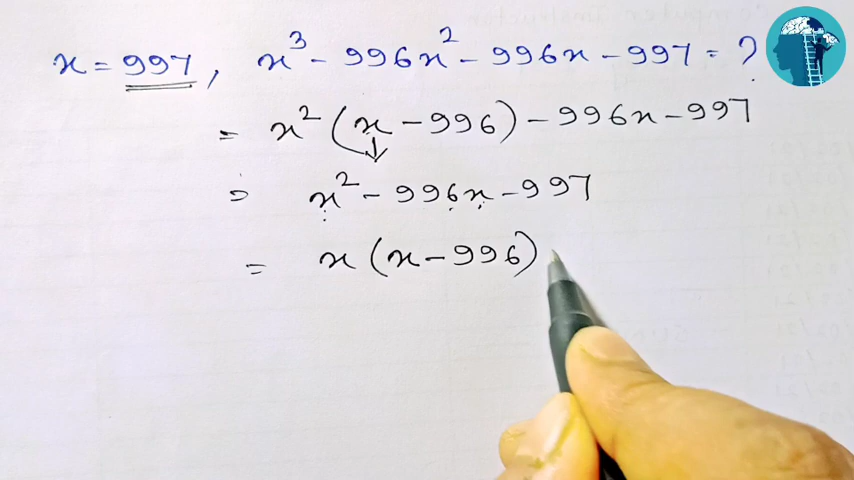 x = 997, x³ - 996x² - 996x - 997 = ?
= x² (x - 996) - 996x - 997
= x² - 996x - 997
= x (x - 996)